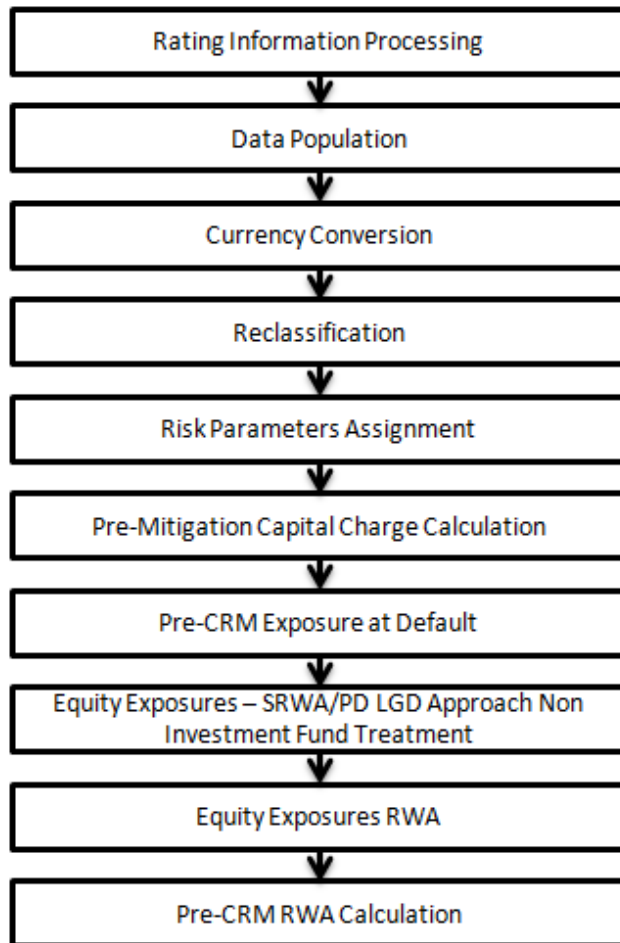 Rating Information Processing
Data Population
Currency Conversion
Reclassification
Risk Parameters Assignment
Pre-Mitigation Capital Charge Calculation
Pre-CRM Exposure at Default
Equity Exposures – SRWA/PD LGD Approach Non
Investment Fund Treatment
Equity Exposures RWA
Pre-CRM RWA Calculation